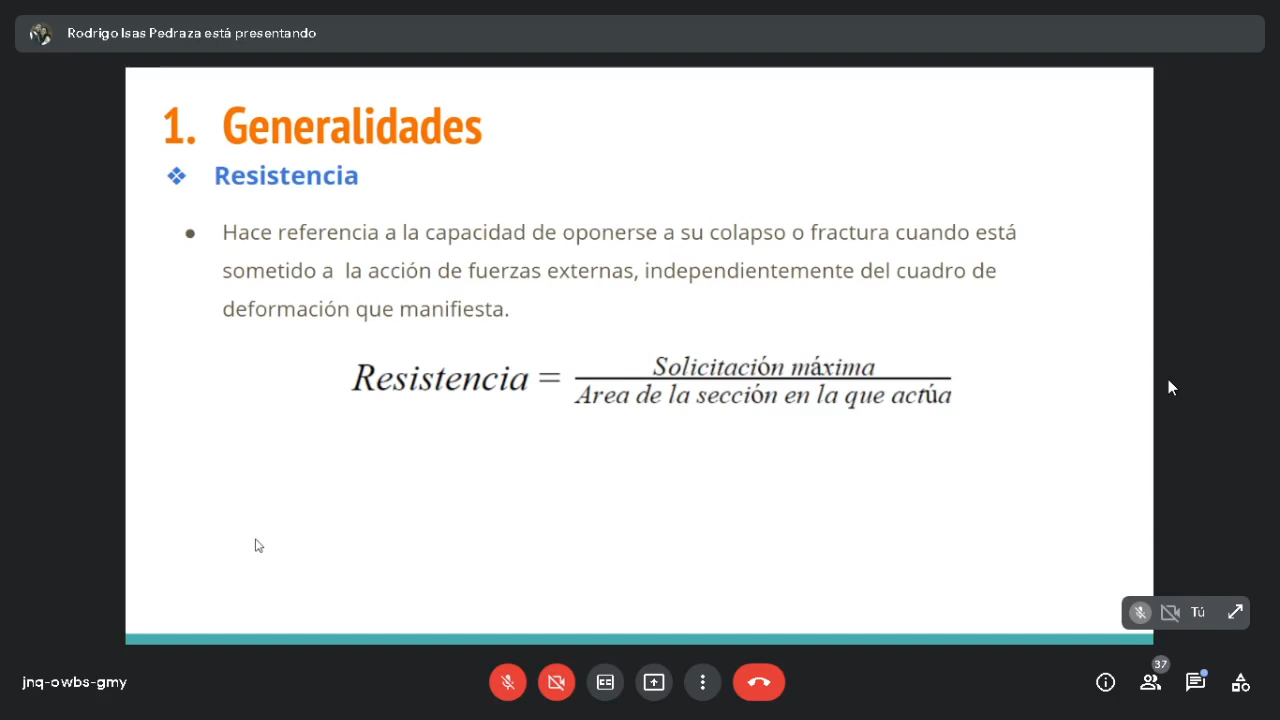 Rodrigo Isas Pedraza está presentando
1. Generalidades
❖ Resistencia
● Hace referencia a la capacidad de oponerse a su colapso o fractura cuando está
sometido a la acción de fuerzas externas, independientemente del cuadro de
deformación que manifiesta.
Resistencia = Solicitación máxima
Area de la sección en la que actúa
Tú
jnq-owbs-gmy
37